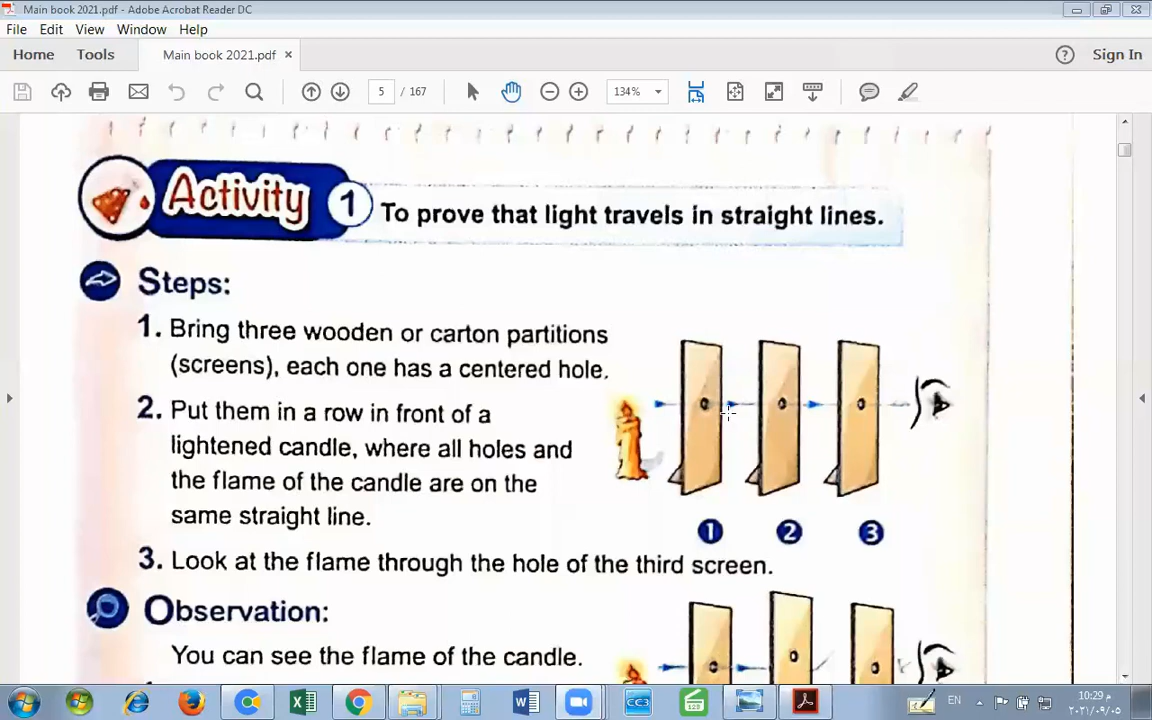 Main book 2021.pdf - Adobe Acrobat Reader DC
File Edit View Window Help
Home Tools Main book 2021.pdf × ? Sign In
5 / 167 134%
Activity 1 To prove that light travels in straight lines.
Steps:
1. Bring three wooden or carton partitions
(screens), each one has a centered hole.
2. Put them in a row in front of a
lightened candle, where all holes and
the flame of the candle are on the
same straight line.
1 2 3
3. Look at the flame through the hole of the third screen.
Observation:
You can see the flame of the candle.
CC3 123 EN
10:29 م
٢٠٢١/٠٩/٠٥